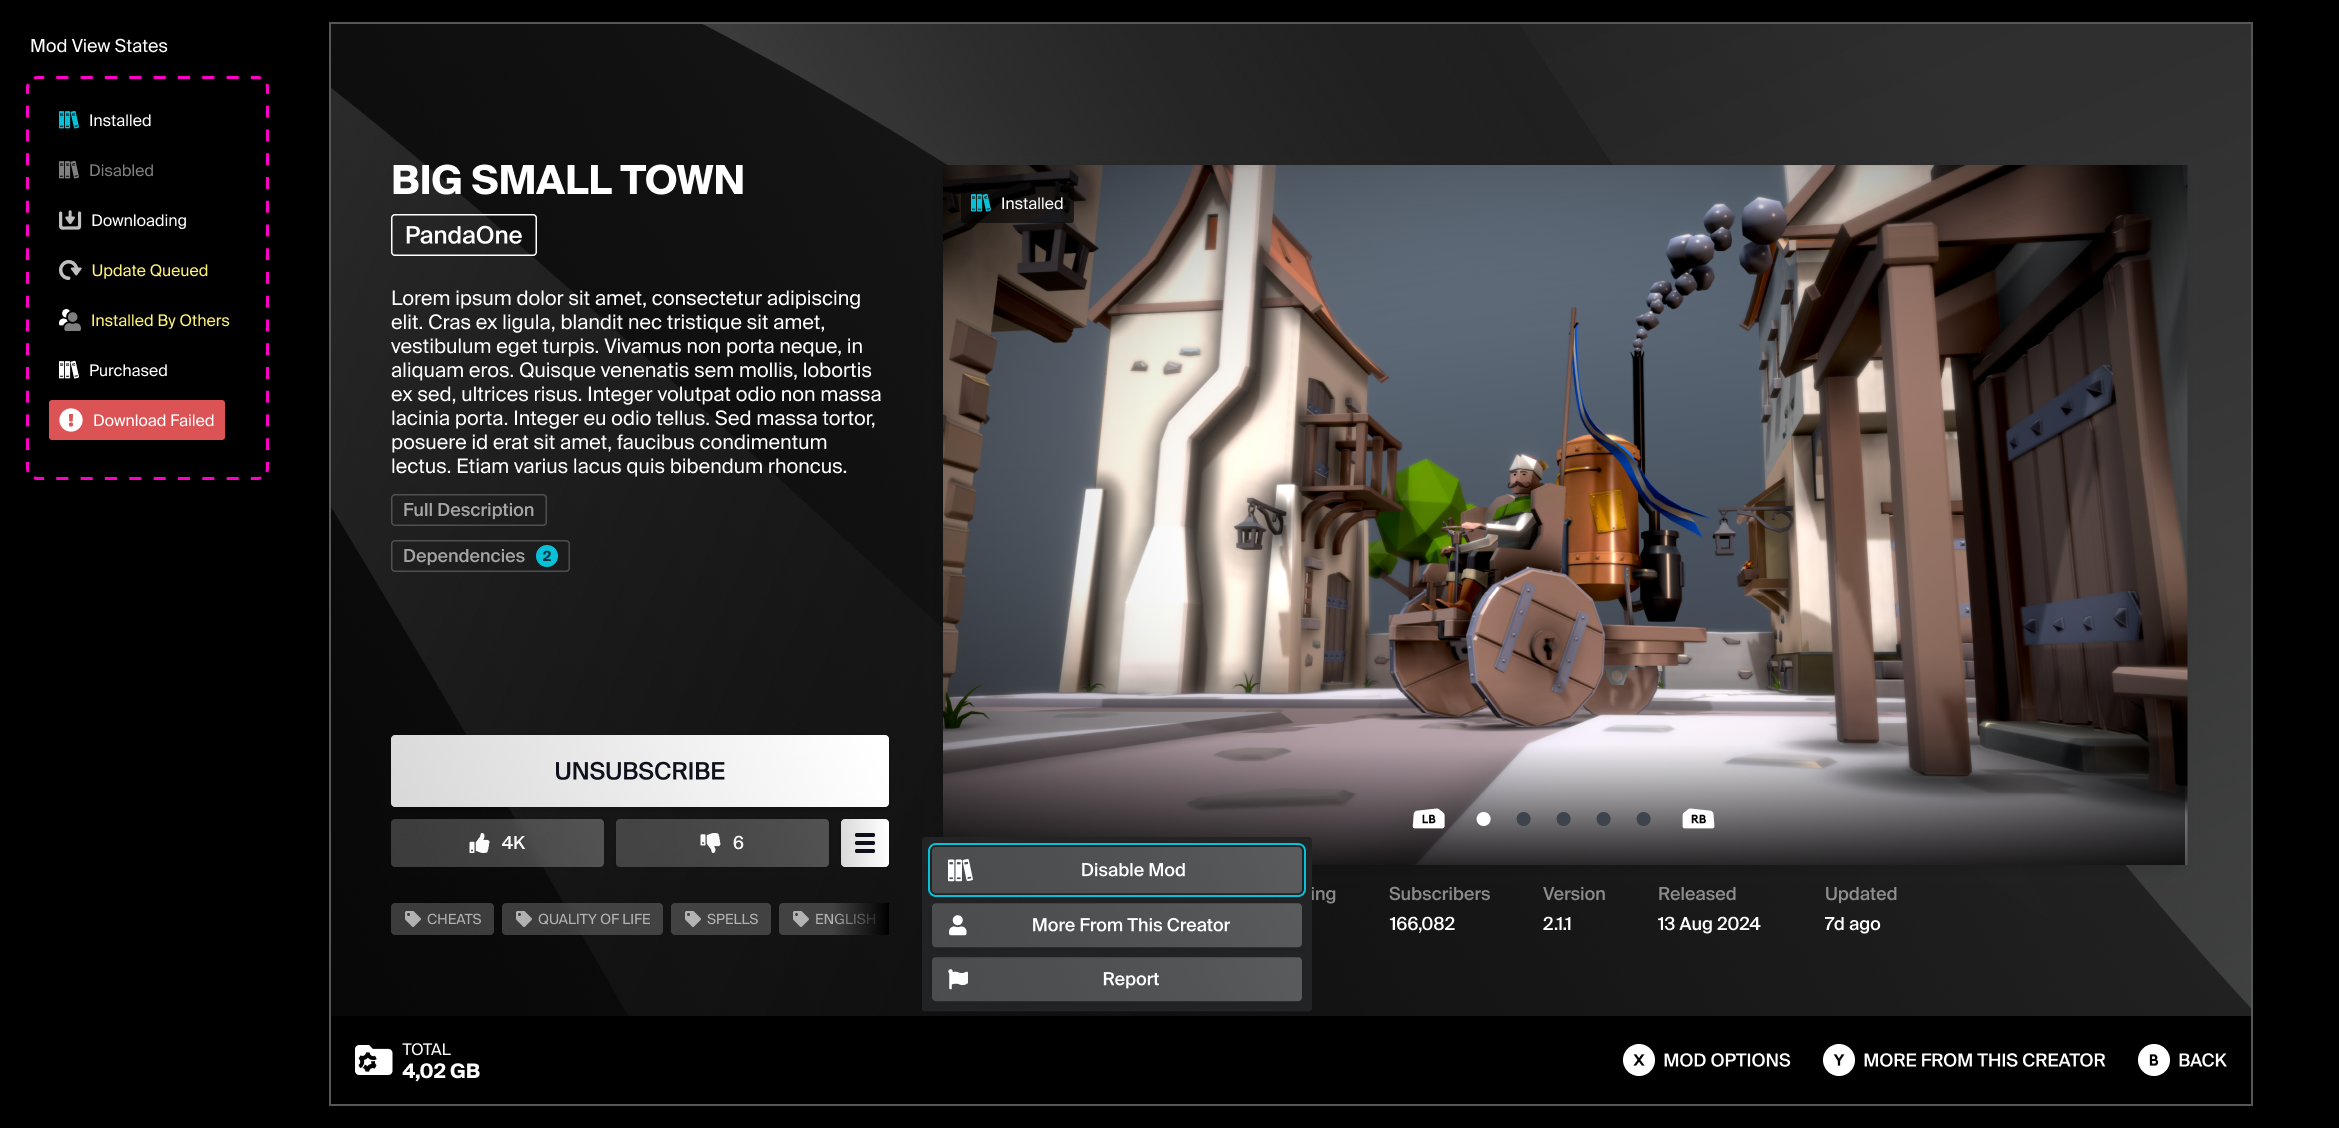 Mod View States
Installed
Disabled
Downloading
Update Queued
Installed By Others
Purchased
Download Failed
BIG SMALL TOWN
PandaOne
Lorem ipsum dolor sit amet, consectetur adipiscing
elit. Cras ex ligula, blandit nec tristique sit amet,
vestibulum eget turpis. Vivamus non porta neque, in
aliquam eros. Quisque venenatis sem mollis, lobortis
ex sed, ultrices risus. Integer volutpat odio non massa
lacinia porta. Integer eu odio tellus. Sed massa tortor,
posuere id erat sit amet, faucibus condimentum
lectus. Etiam varius lacus quis bibendum rhoncus.
Full Description
Dependencies 2
UNSUBSCRIBE
4K 6
CHEATS QUALITY OF LIFE SPELLS ENGLISH
Installed
LB RB
Disable Mod
More From This Creator
Report
ing Subscribers Version Released Updated
166,082 2.1.1 13 Aug 2024 7d ago
TOTAL
4,02 GB
X MOD OPTIONS Y MORE FROM THIS CREATOR B BACK